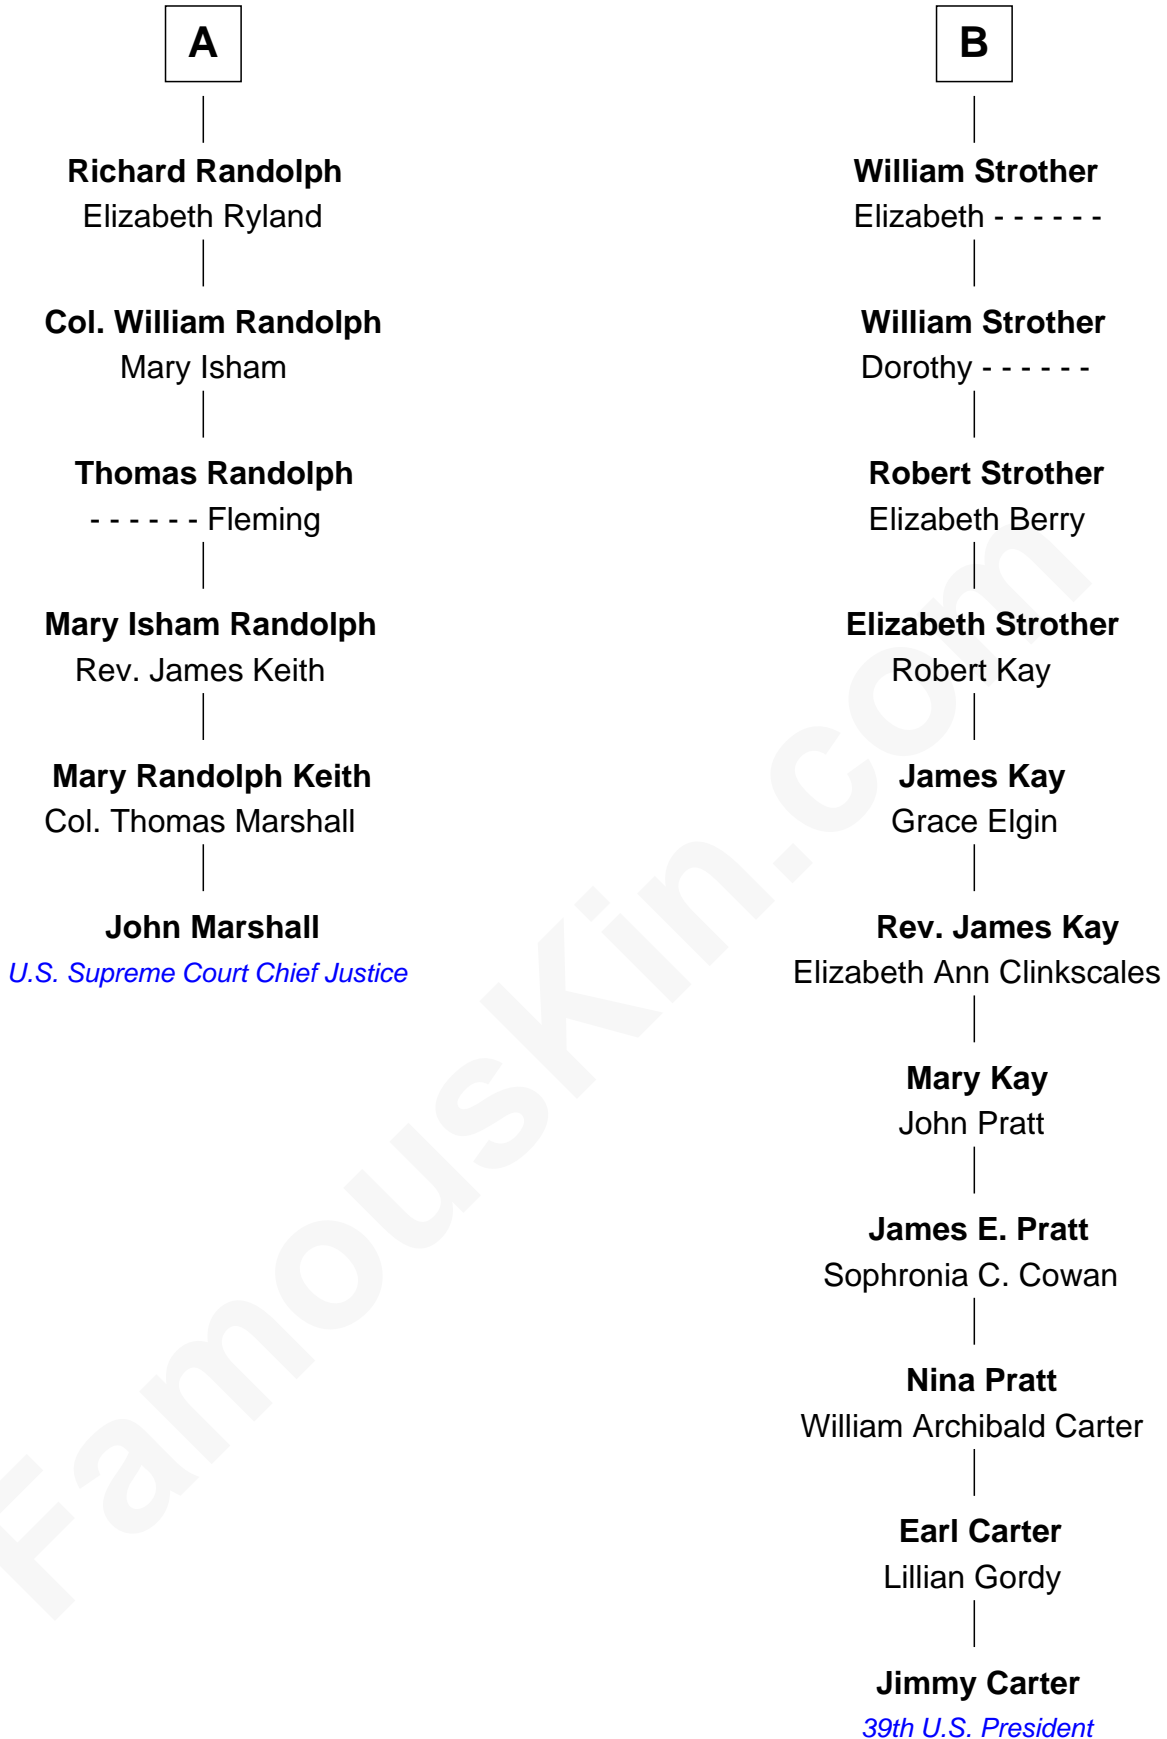 A
Richard Randolph
Elizabeth Ryland
Col. William Randolph
Mary Isham
Thomas Randolph
- - - - - - Fleming
Mary Isham Randolph
Rev. James Keith
Mary Randolph Keith
Col. Thomas Marshall
John Marshall
U.S. Supreme Court Chief Justice
B
William Strother
Elizabeth - - - - - -
William Strother
Dorothy - - - - - -
Robert Strother
Elizabeth Berry
Elizabeth Strother
Robert Kay
James Kay
Grace Elgin
Rev. James Kay
Elizabeth Ann Clinkscales
Mary Kay
John Pratt
James E. Pratt
Sophronia C. Cowan
Nina Pratt
William Archibald Carter
Earl Carter
Lillian Gordy
Jimmy Carter
39th U.S. President
FamousKin.com